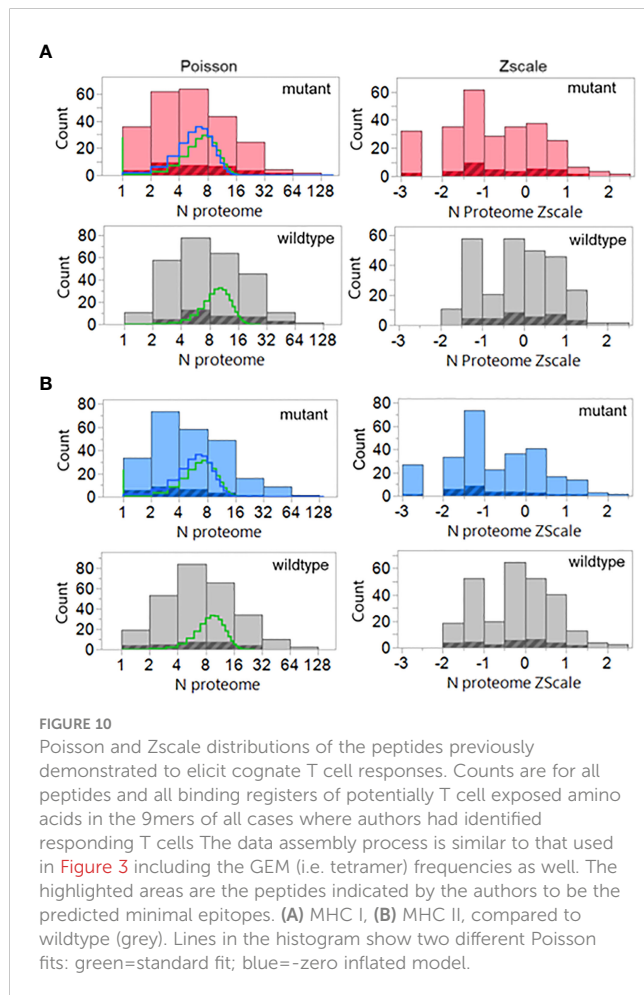 A
Poisson
Zscale
mutant
mutant
Count
60
40
20
0
1 2 4 8 16 32 64 128
N proteome
Count
60
40
20
0
-3 -2 -1 0 1 2
N Proteome Zscale
wildtype
wildtype
Count
80
60
40
20
0
1 2 4 8 16 32 64 128
N proteome
Count
60
40
20
0
-3 -2 -1 0 1 2
N Proteome Zscale
B
mutant
mutant
Count
80
60
40
20
0
1 2 4 8 16 32 64 128
N proteome
Count
80
60
40
20
0
-3 -2 -1 0 1 2
N proteome ZScale
wildtype
wildtype
Count
80
60
40
20
0
1 2 4 8 16 32 64 128
N proteome
Count
60
40
20
0
-3 -2 -1 0 1 2
N proteome ZScale
FIGURE 10
Poisson and Zscale distributions of the peptides previously
demonstrated to elicit cognate T cell responses. Counts are for all
peptides and all binding registers of potentially T cell exposed amino
acids in the 9mers of all cases where authors had identified
responding T cells The data assembly process is similar to that used
in Figure 3 including the GEM (i.e. tetramer) frequencies as well. The
highlighted areas are the peptides indicated by the authors to be the
predicted minimal epitopes. (A) MHC I, (B) MHC II, compared to
wildtype (grey). Lines in the histogram show two different Poisson
fits: green=standard fit; blue=-zero inflated model.